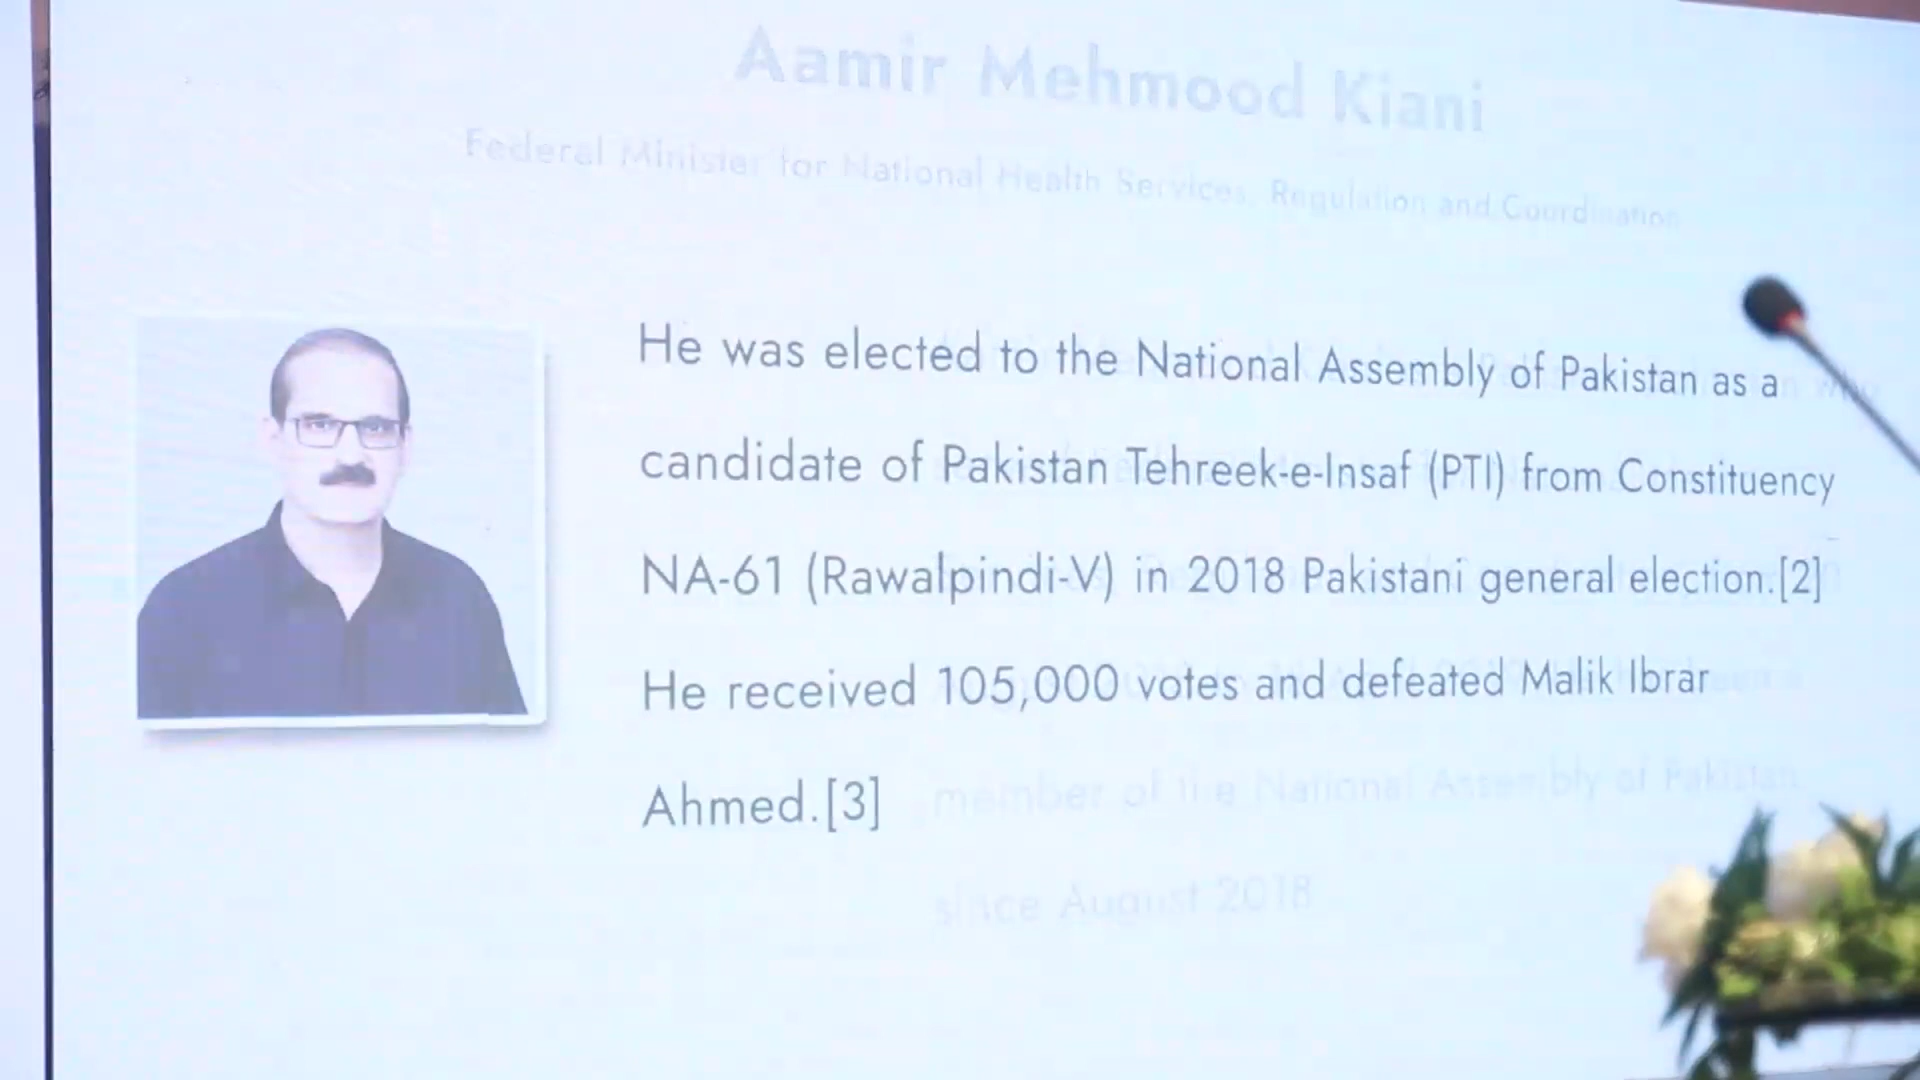 Aamir Mehmood Kiani
Federal Minister for National Health Services, Regulation and Coordination
He was elected to the National Assembly of Pakistan as a
candidate of Pakistan Tehreek-e-Insaf (PTI) from Constituency
NA-61 (Rawalpindi-V) in 2018 Pakistani general election.[2]
He received 105,000 votes and defeated Malik Ibrar
Ahmed.[3]
member of the National Assembly of Pakistan
since August 2018